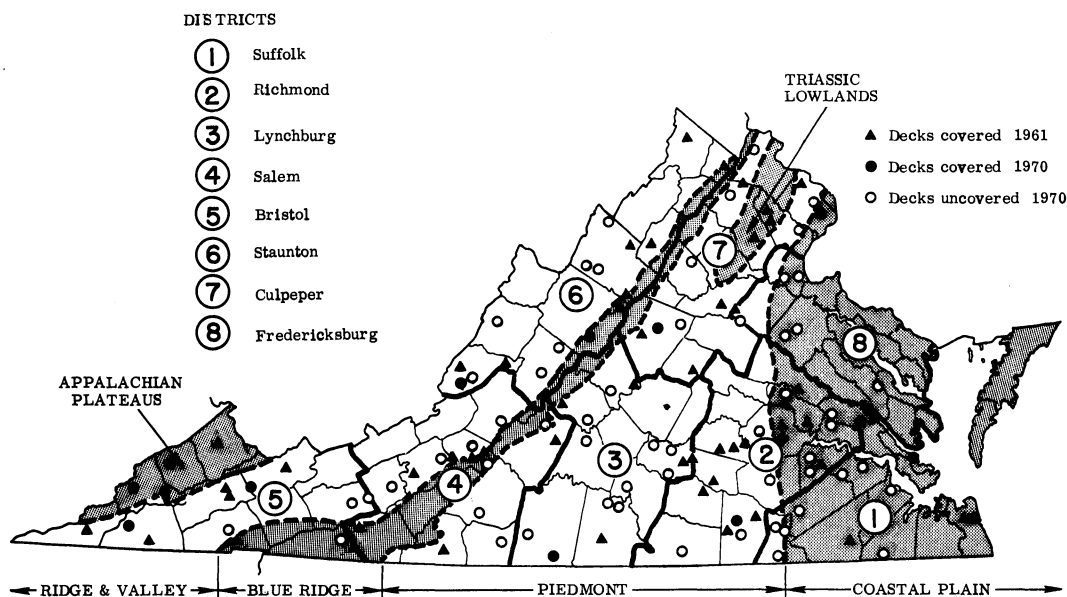 DISTRICTS
1 Suffolk
2 Richmond
3 Lynchburg
4 Salem
5 Bristol
6 Staunton
7 Culpeper
8 Fredericksburg
TRIASSIC
LOWLANDS
▲ Decks covered 1961
● Decks covered 1970
○ Decks uncovered 1970
APPALACHIAN
PLATEAUS
7
6
8
3
2
4
5
1
RIDGE & VALLEY
BLUE RIDGE
PIEDMONT
COASTAL PLAIN